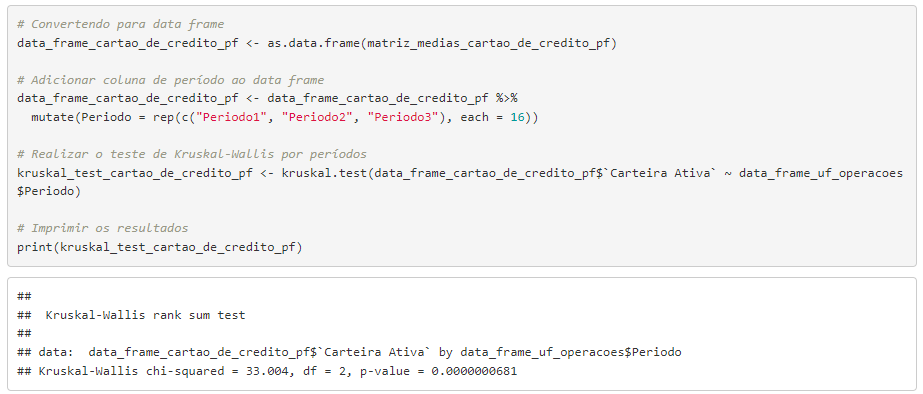 # Convertendo para data frame
data_frame_cartao_de_credito_pf <- as.data.frame(matriz_medias_cartao_de_credito_pf)
# Adicionar coluna de período ao data frame
data_frame_cartao_de_credito_pf <- data_frame_cartao_de_credito_pf %>%
  mutate(Periodo = rep(c("Periodo1", "Periodo2", "Periodo3"), each = 16))
# Realizar o teste de Kruskal-Wallis por períodos
kruskal_test_cartao_de_credito_pf <- kruskal.test(data_frame_cartao_de_credito_pf$`Carteira Ativa` ~ data_frame_uf_operacoes
$Periodo)
# Imprimir os resultados
print(kruskal_test_cartao_de_credito_pf)
##
##  Kruskal-Wallis rank sum test
##
## data:  data_frame_cartao_de_credito_pf$`Carteira Ativa` by data_frame_uf_operacoes$Periodo
## Kruskal-Wallis chi-squared = 33.004, df = 2, p-value = 0.0000000681